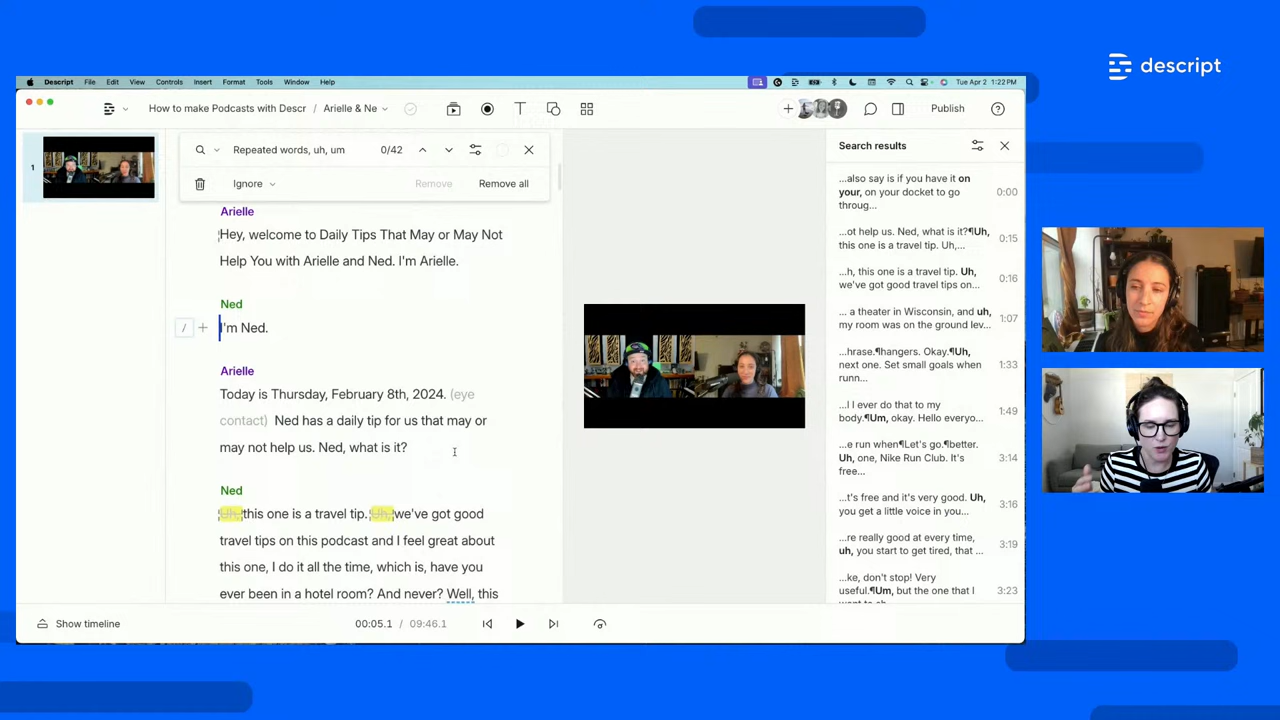 descript
Descript File Edit View Controls Insert Format Tools Window Help
Tue Apr 2 1:22PM
How to make Podcasts with Descr / Arielle & Ne
Publish
1
Repeated words, uh, um 0/42
Ignore Remove Remove all
Arielle
Hey, welcome to Daily Tips That May or May Not
Help You with Arielle and Ned. I'm Arielle.
Ned
/ + I'm Ned.
Arielle
Today is Thursday, February 8th, 2024. (eye
contact) Ned has a daily tip for us that may or
may not help us. Ned, what is it?
Ned
Uh, this one is a travel tip. Uh, we've got good
travel tips on this podcast and I feel great about
this one, I do it all the time, which is, have you
ever been in a hotel room? And never? Well, this
Search results
...also say is if you have it on
your, on your docket to go
throug...
0:00
...ot help us. Ned, what is it?¶Uh,
this one is a travel tip. Uh,...
0:15
...h, this one is a travel tip. Uh,
we've got good travel tips on...
0:16
... a theater in Wisconsin, and uh,
my room was on the ground lev...
1:07
...hrase.¶hangers. Okay.¶Uh,
next one. Set small goals when
runn...
1:33
...l I ever do that to my
body.¶Um, okay. Hello everyo...
1:49
...e run when¶Let's go.¶better.
Uh, one, Nike Run Club. It's
free...
3:14
...t's free and it's very good. Uh,
you get a little voice in you...
3:16
...re really good at every time,
uh, you start to get tired, that ...
3:19
...ke, don't stop! Very
useful.¶Um, but the one that I
3:23
Show timeline
00:05.1 / 09:46.1